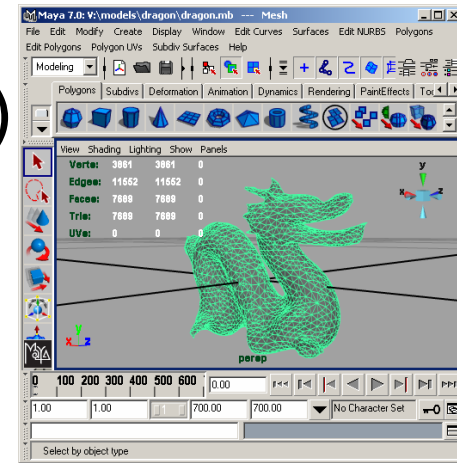 )
Maya 7.0: V:\models\dragon\dragon.mb --- Mesh
File Edit Modify Create Display Window Edit Curves Surfaces Edit NURBS Polygons
Edit Polygons Polygon UVs Subdiv Surfaces Help
Modeling
Polygons Subdivs Deformation Animation Dynamics Rendering PaintEffects
View Shading Lighting Show Panels
Verts: 3861 3861 0
Edges: 11552 11552 0
Faces: 7689 7689 0
Tris: 7689 7689 0
UVs: 0 0 0
y
x z
y
x z
persp
MAYA
0 100 200 300 400 500 600 0.00
1.00 1.00 1 700.00 700.00 No Character Set
Select by object type